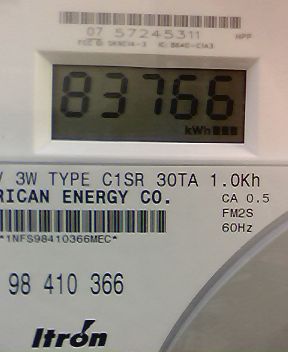 07 57245311
83766
kWh
V 3W TYPE C1SR 30TA 1.0Kh
RICAN ENERGY CO. CA 0.5
FM2S
*1NFS98410366MEC* 60Hz
98 410 366
Itrón